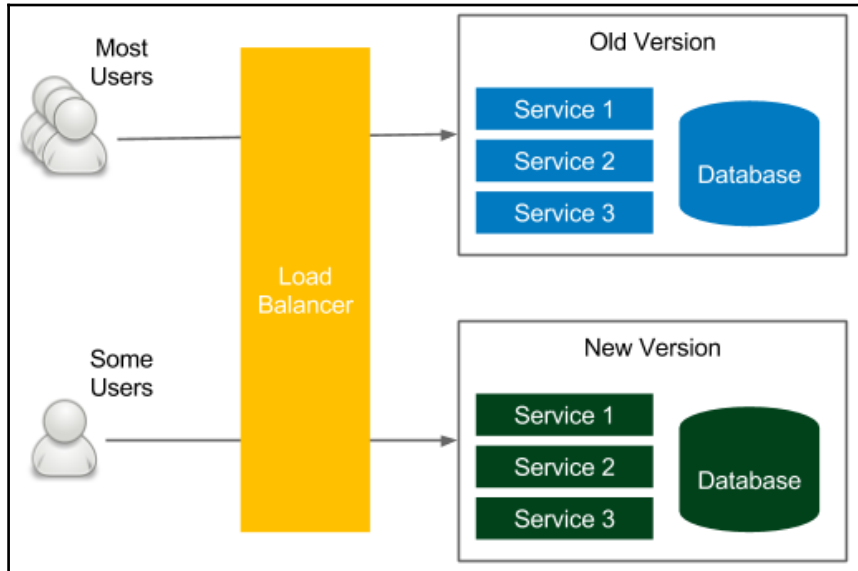 Most
Users
Old Version
Service 1
Service 2
Service 3
Database
Load
Balancer
Some
Users
New Version
Service 1
Service 2
Service 3
Database